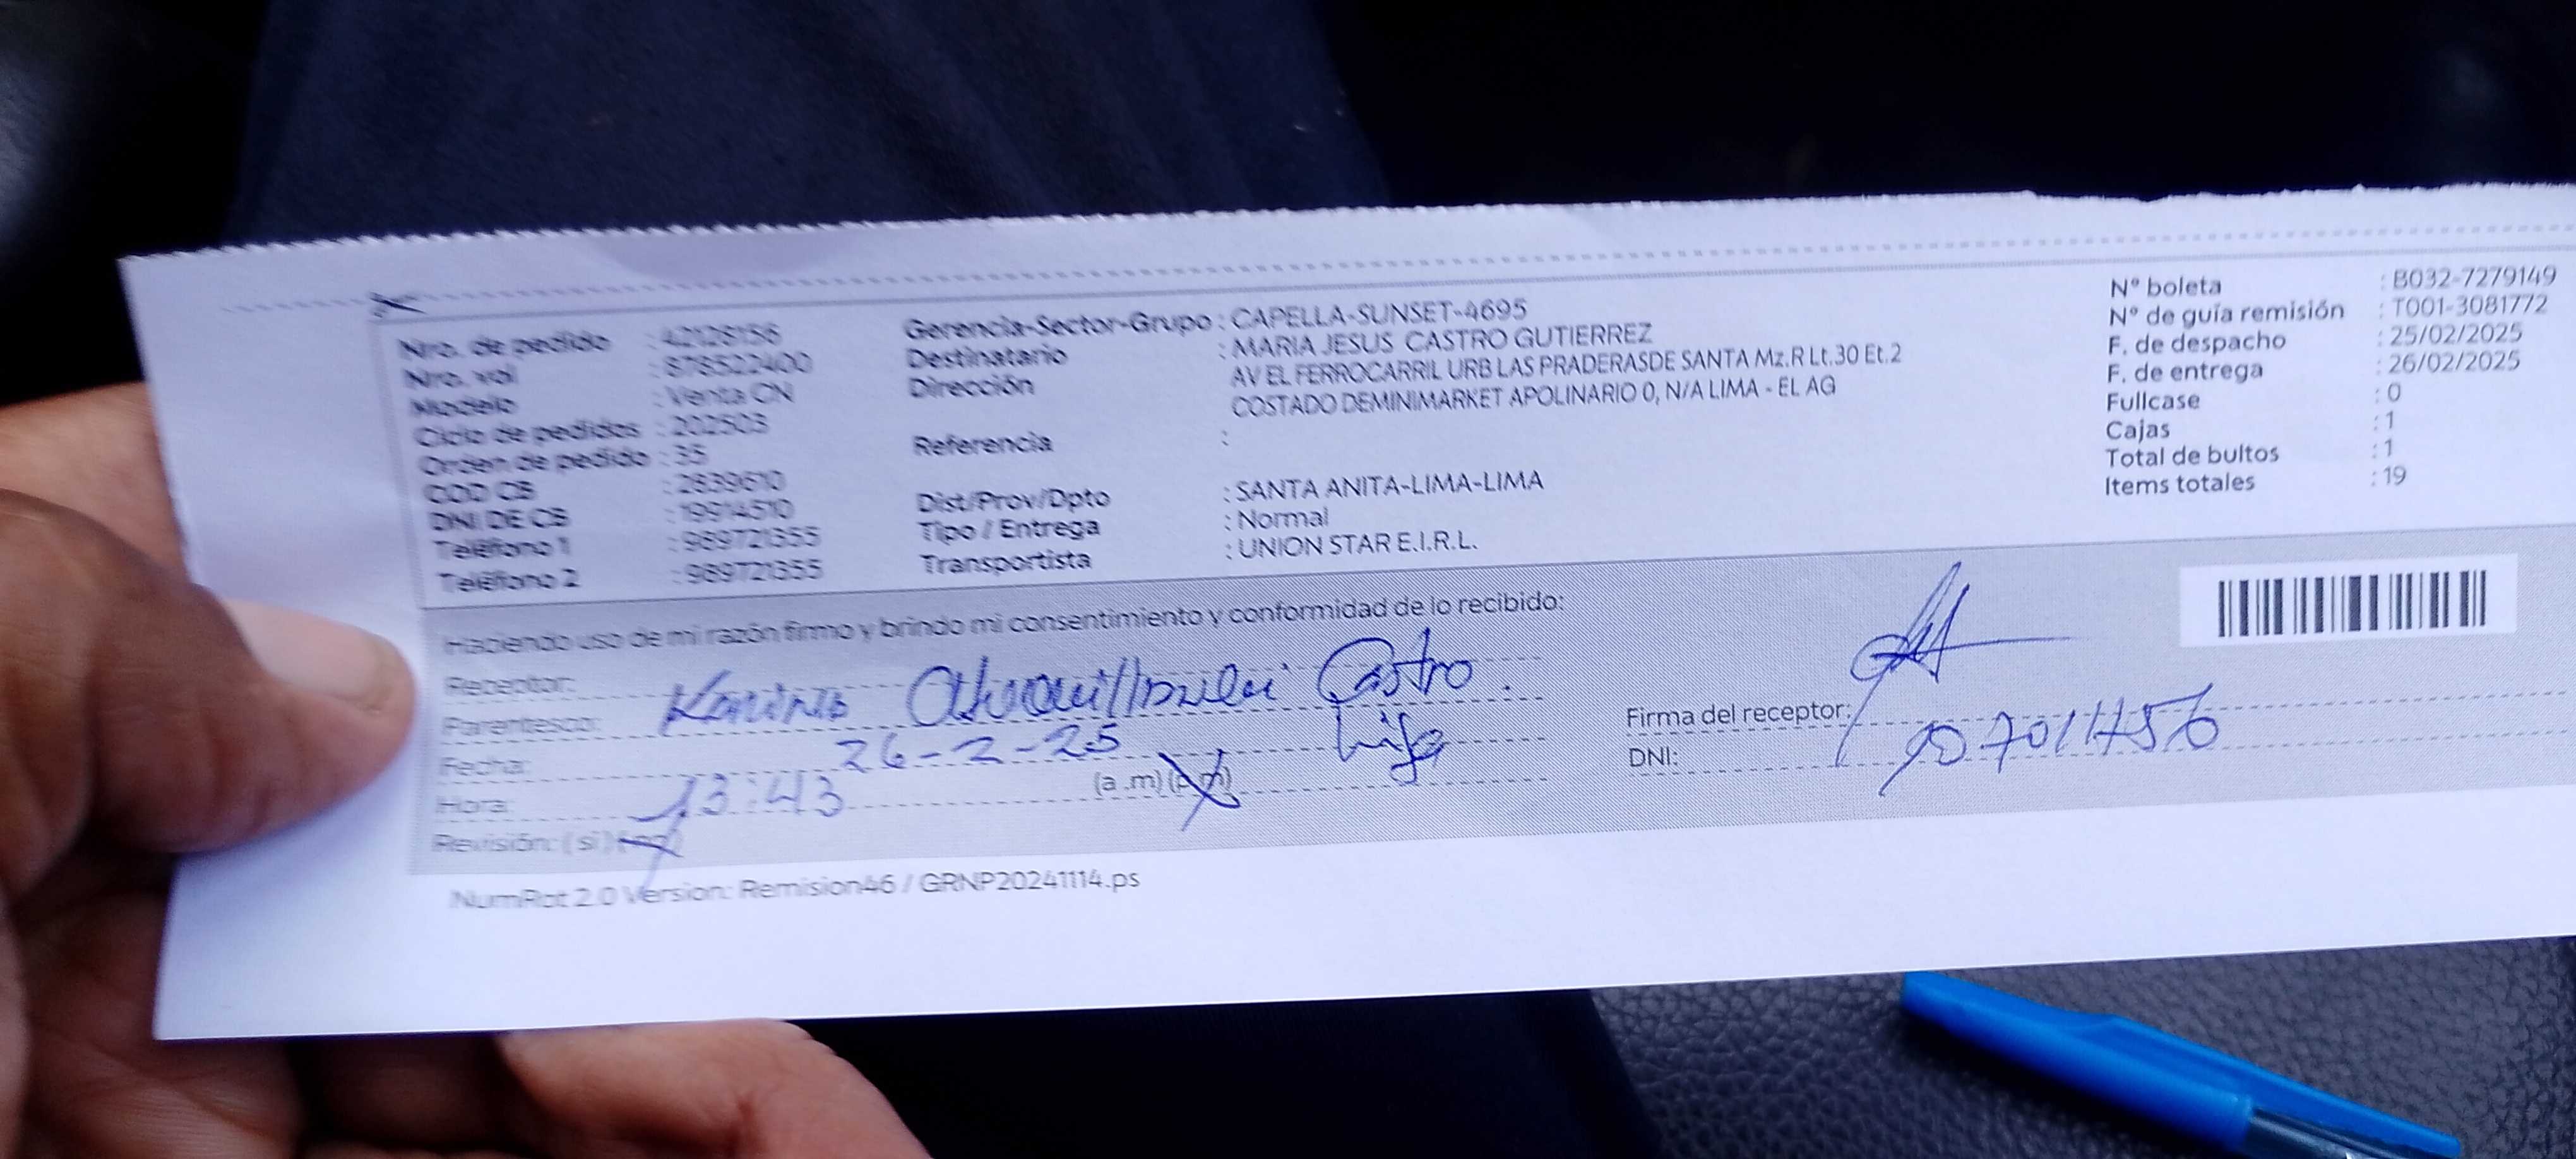 Nro. de pedido : 42126156
Nro. vol : 878522400
Modelo : Venta CN
Ciclo de pedidos : 202503
Orden de pedido : 35
COD CB : 2839610
DNI DE CB : 19914510
Teléfono 1 : 989721355
Teléfono 2 : 989721355
Gerencia-Sector-Grupo : CAPELLA-SUNSET-4695
Destinatario : MARIA JESUS CASTRO GUTIERREZ
Dirección AV EL FERROCARRIL URB LAS PRADERASDE SANTA Mz.R Lt.30 Et.2
COSTADO DEMINIMARKET APOLINARIO 0, N/A LIMA - EL AG
Referencia :
Dist/Prov/Dpto : SANTA ANITA-LIMA-LIMA
Tipo / Entrega : Normal
Transportista : UNION STAR E.I.R.L.
N° boleta : B032-7279149
N° de guía remisión : T001-3081772
F. de despacho : 25/02/2025
F. de entrega : 26/02/2025
Fullcase : 0
Cajas : 1
Total de bultos : 1
Items totales : 19
Haciendo uso de mi razón firmo y brindo mi consentimiento y conformidad de lo recibido:
Receptor: Castro
Parentesco: hija
Fecha: 26-2-25
Hora: 13:43 (a.m) (p.m)
Revisión: (si) (no)
Firma del receptor:
DNI:
NumRot 2.0 Version: Remision46 / GRNP20241114.ps